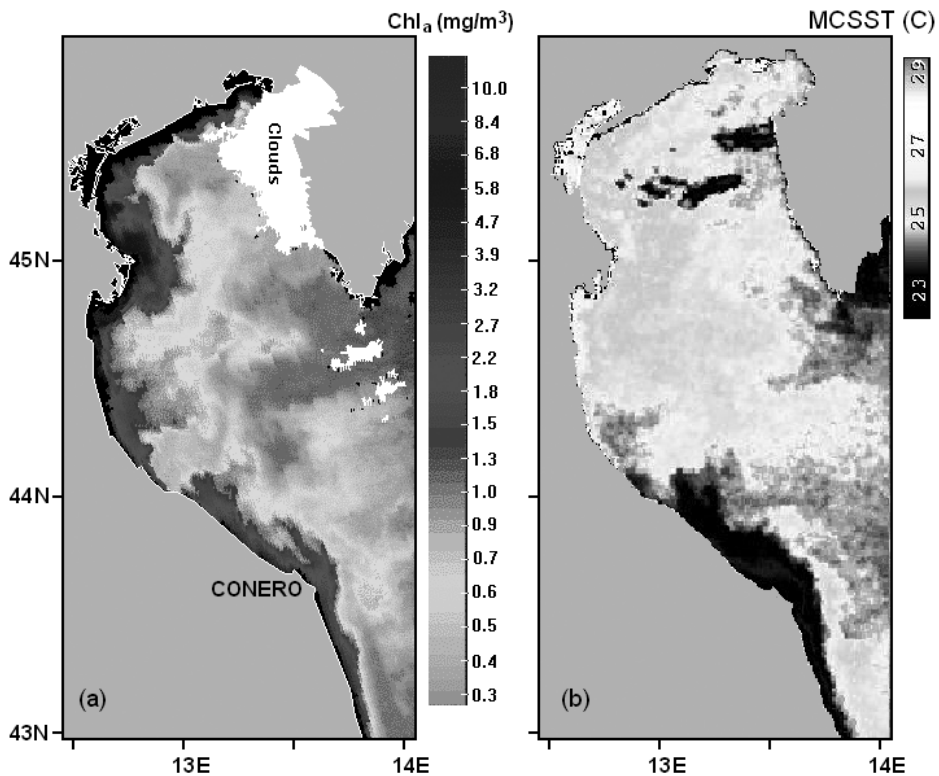 Chla (mg/m³)
MCSST (C)
Clouds
10.0
8.4
6.8
5.8
4.7
3.9
3.2
2.7
2.2
1.8
1.5
1.3
1.0
0.9
0.7
0.6
0.5
0.4
0.3
29
27
25
23
45N
44N
43N
CONERO
(a)
(b)
13E
14E
13E
14E